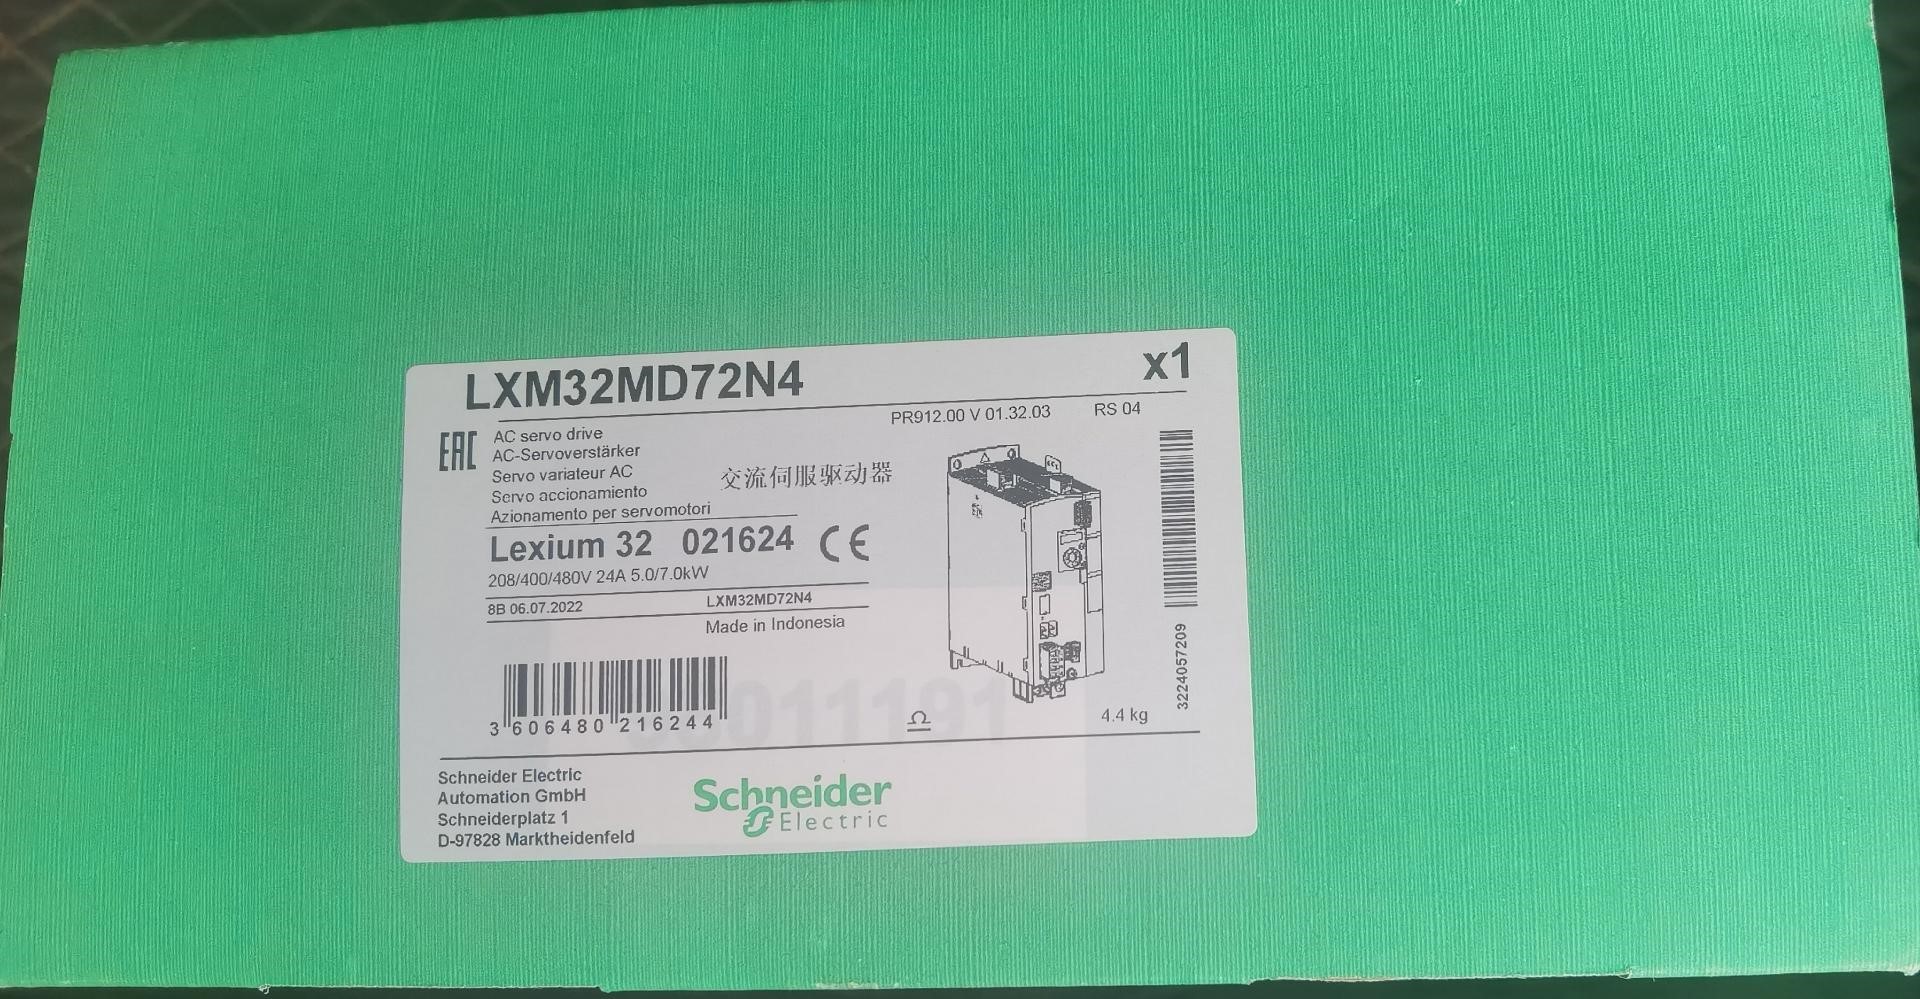 LXM32MD72N4
x1
PR912.00 V 01.32.03
RS 04
EAC
AC servo drive
AC-Servoverstärker
Servo variateur AC
Servo accionamiento
Azionamento per servomotori
交流伺服驱动器
Lexium 32 021624 CE
208/400/480V 24A 5.0/7.0kW
8B 06.07.2022
LXM32MD72N4
Made in Indonesia
3 606480 216244
011191
Ω
4.4 kg
3224057209
Schneider Electric
Automation GmbH
Schneiderplatz 1
D-97828 Marktheidenfeld
Schneider
Electric